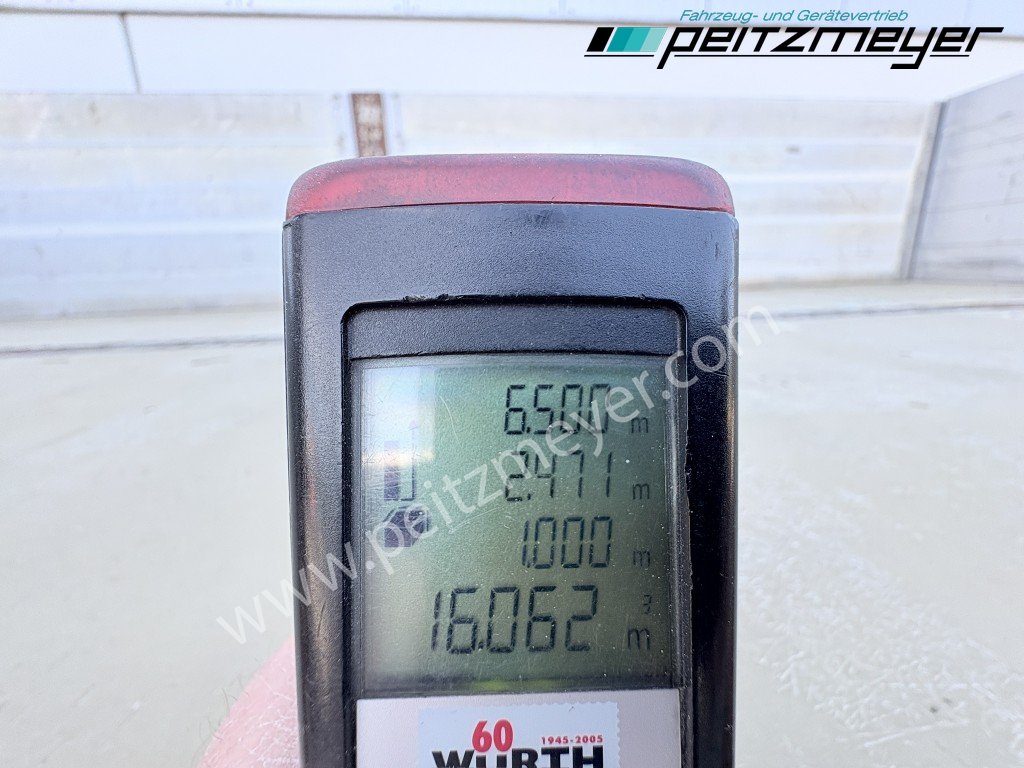 Fahrzeug- und Gerätevertrieb
peitzmeyer
6.500 m
2.471 m
1.000 m
16.062 m³
www.peitzmeyer.com
60
1945-2005
WÜRTH